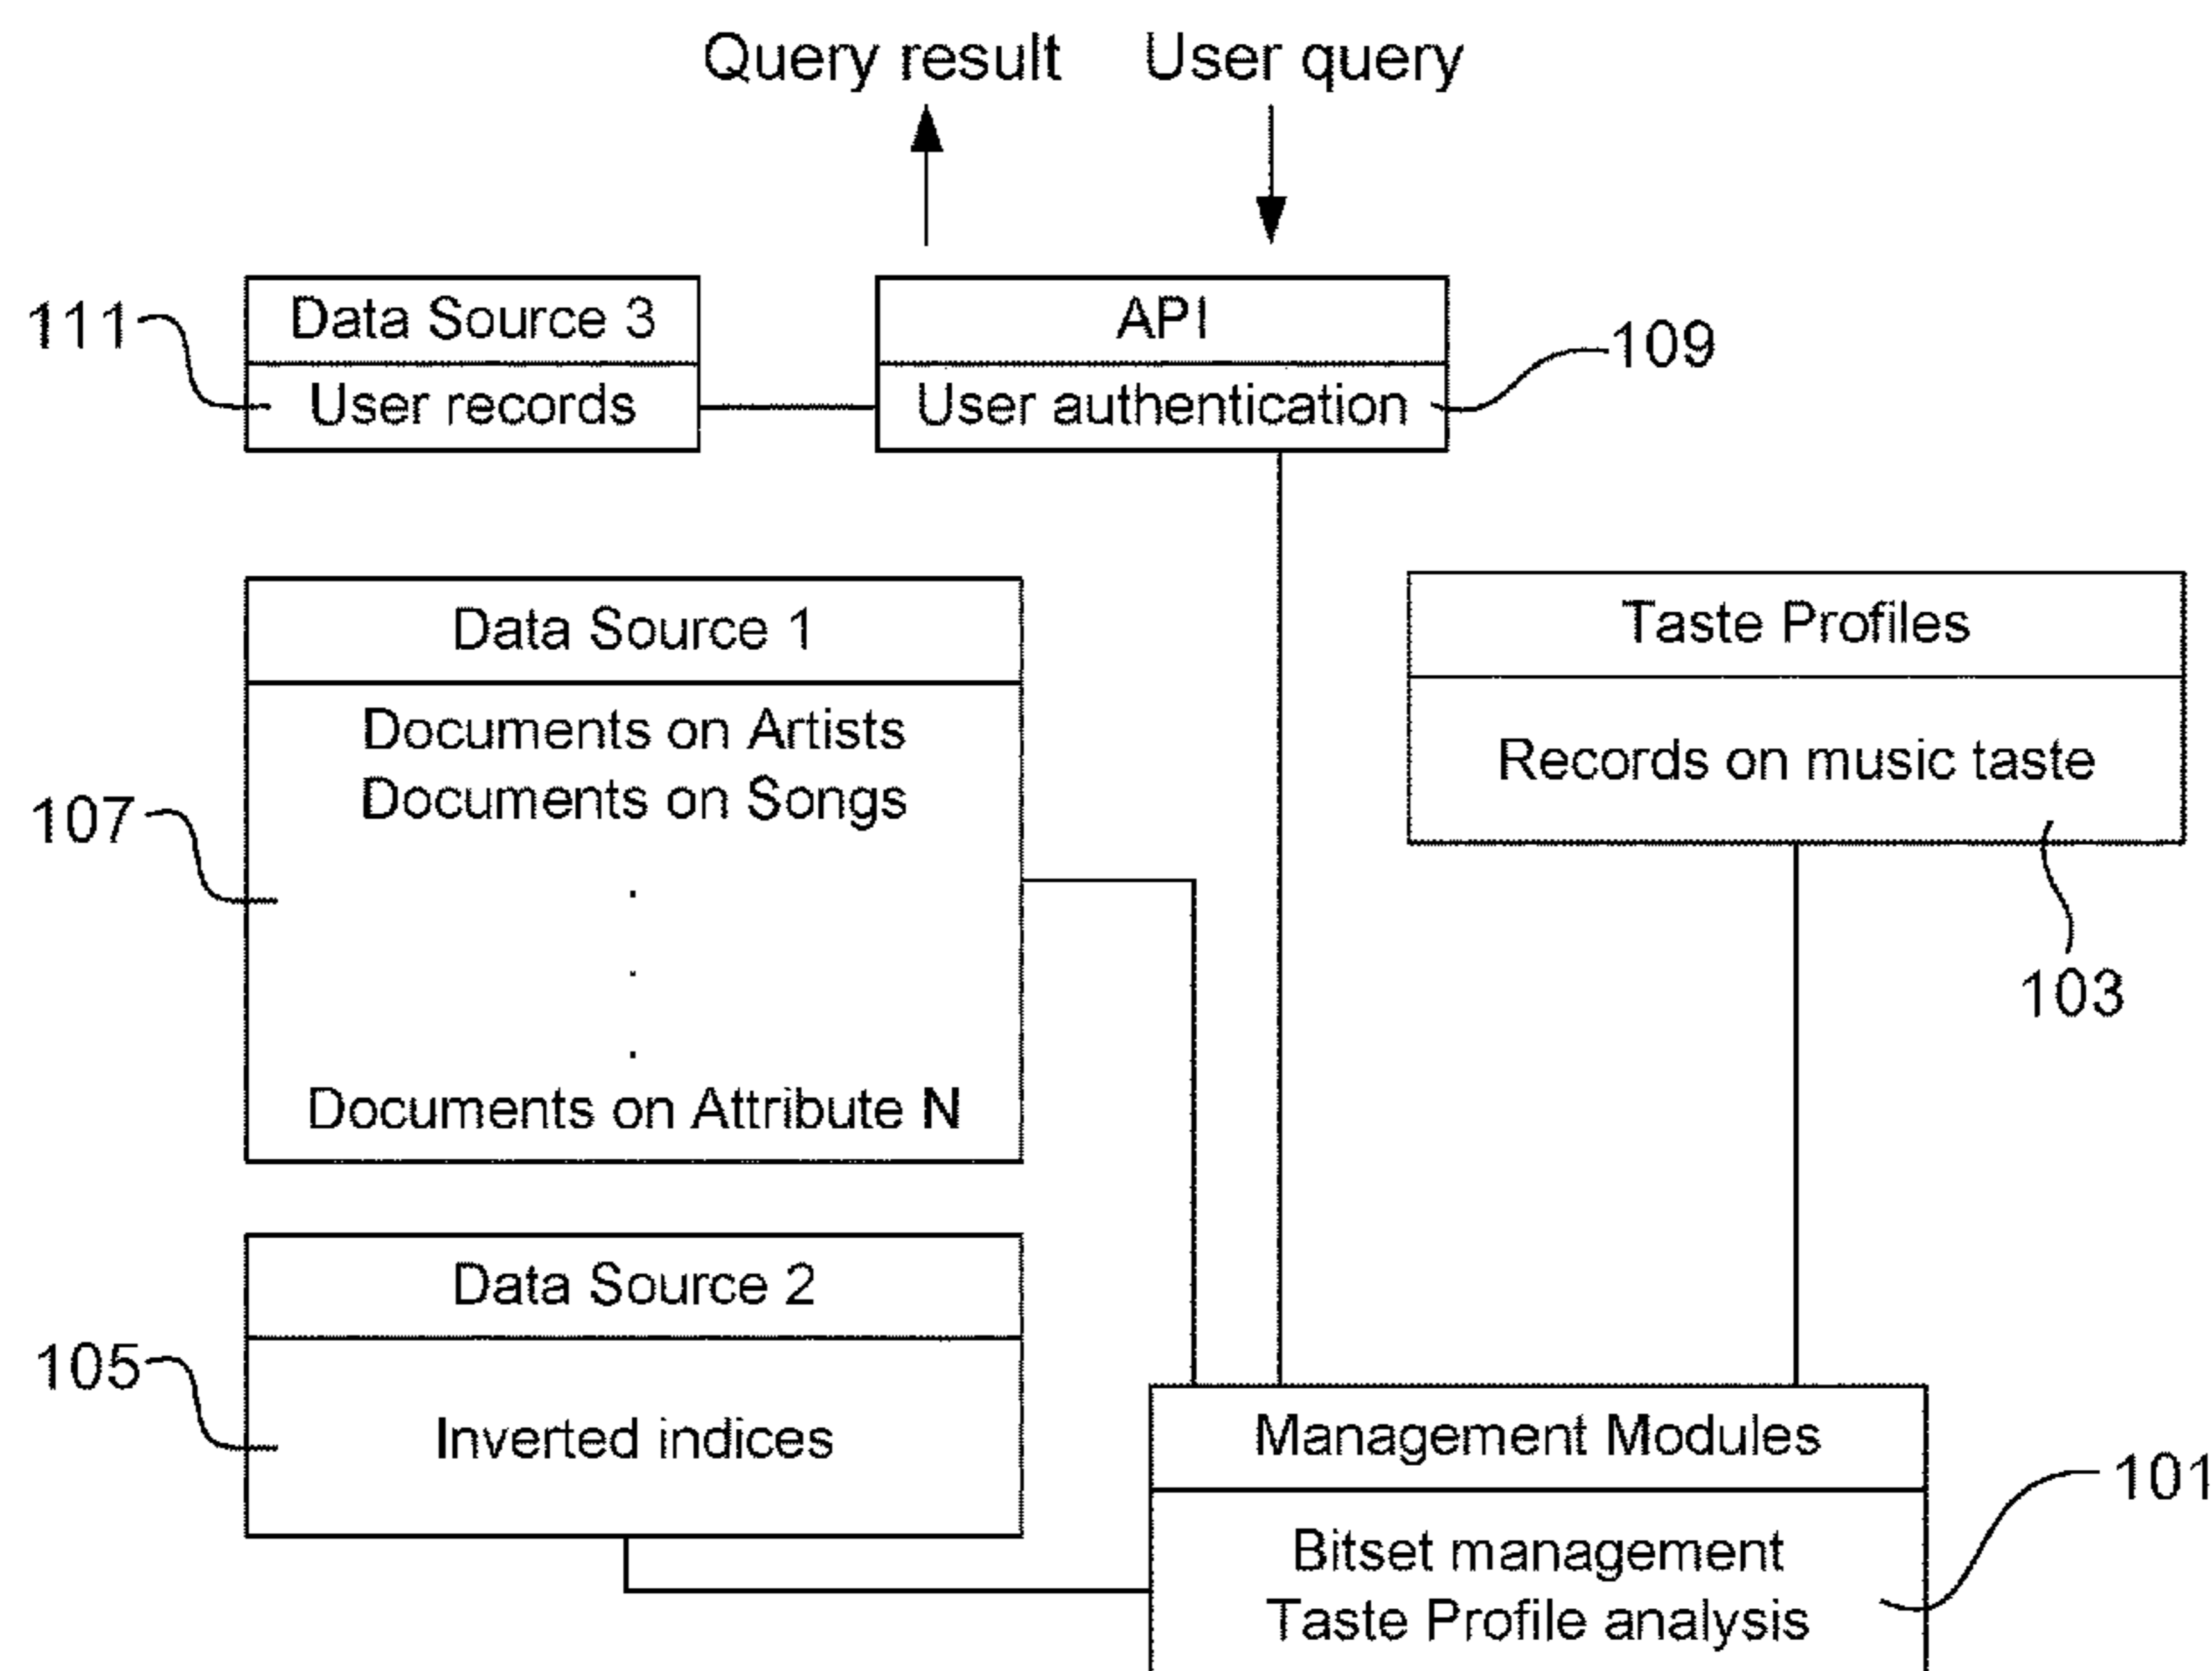 Query result User query
111 Data Source 3 API 109
User records User authentication
Data Source 1
Documents on Artists
Documents on Songs
.
.
.
Documents on Attribute N
107
Taste Profiles
Records on music taste
103
Data Source 2
Inverted indices
105
Management Modules
Bitset management
Taste Profile analysis
101